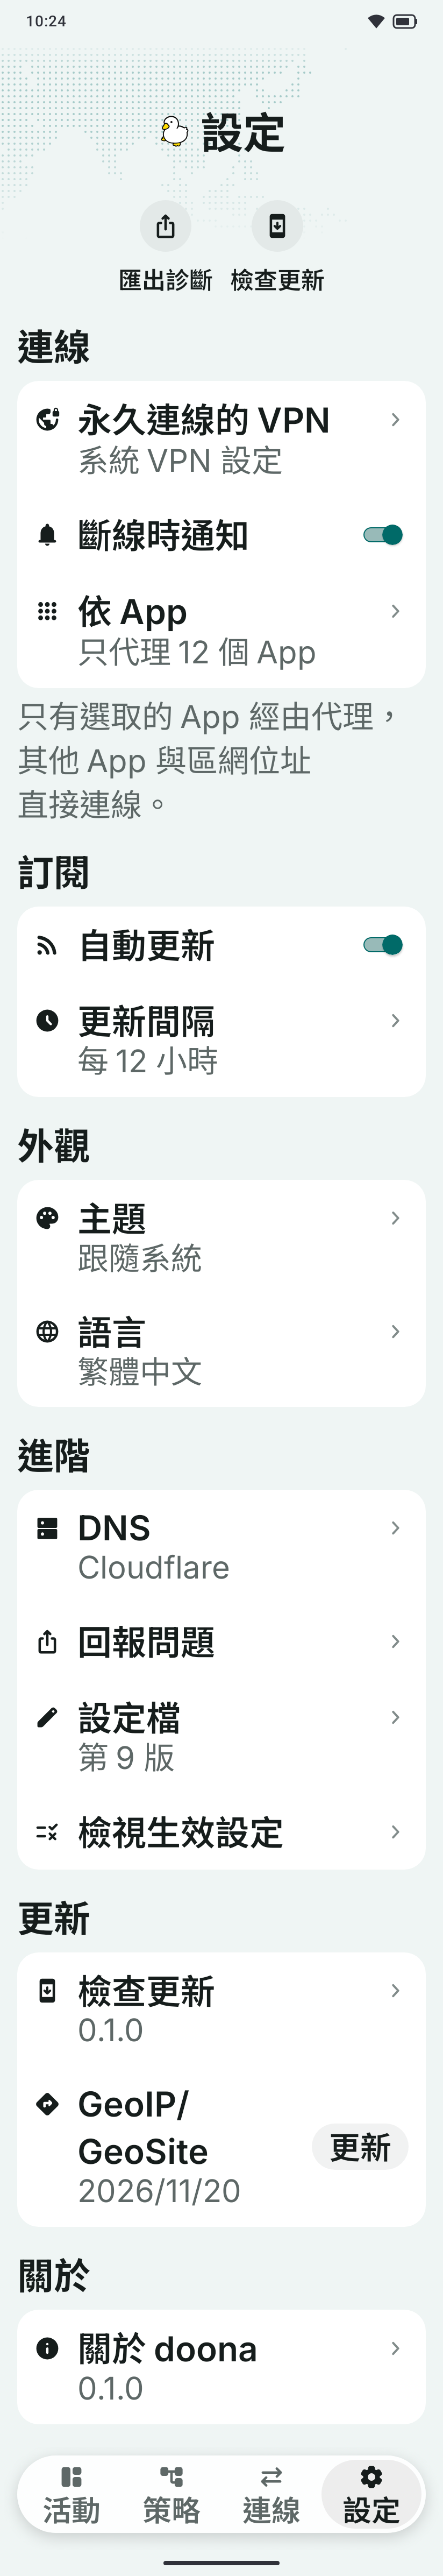 10:24
設定
匯出診斷 檢查更新
連線
永久連線的 VPN
系統 VPN 設定
斷線時通知
依 App
只代理 12 個 App
只有選取的 App 經由代理，
其他 App 與區網位址
直接連線。
訂閱
自動更新
更新間隔
每 12 小時
外觀
主題
跟隨系統
語言
繁體中文
進階
DNS
Cloudflare
回報問題
設定檔
第 9 版
檢視生效設定
更新
檢查更新
0.1.0
GeoIP/
GeoSite
更新
2026/11/20
關於
關於 doona
0.1.0
活動 策略 連線 設定